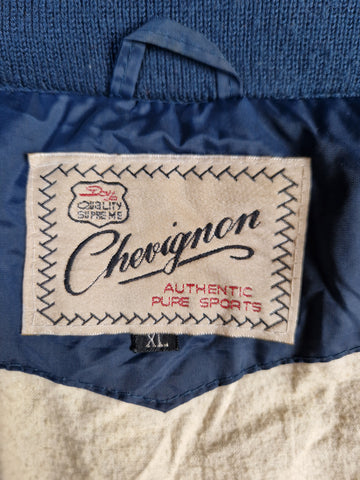 QUALITY
SUPREME
Chevignon
AUTHENTIC
PURE SPORTS
XL